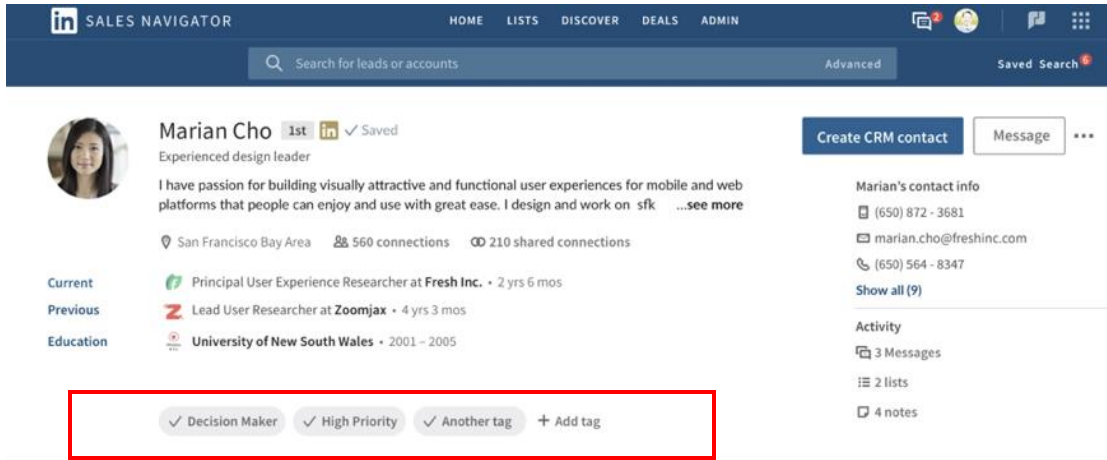 in SALES NAVIGATOR HOME LISTS DISCOVER DEALS ADMIN 2
Search for leads or accounts Advanced Saved Search 6
Marian Cho 1st in Saved
Experienced design leader
I have passion for building visually attractive and functional user experiences for mobile and web
platforms that people can enjoy and use with great ease. I design and work on sfk ...see more
San Francisco Bay Area 560 connections 210 shared connections
Current Principal User Experience Researcher at Fresh Inc. • 2 yrs 6 mos
Previous Lead User Researcher at Zoomjax • 4 yrs 3 mos
Education University of New South Wales • 2001 – 2005
Decision Maker High Priority Another tag + Add tag
Create CRM contact Message
Marian's contact info
(650) 872 - 3681
marian.cho@freshinc.com
(650) 564 - 8347
Show all (9)
Activity
3 Messages
2 lists
4 notes